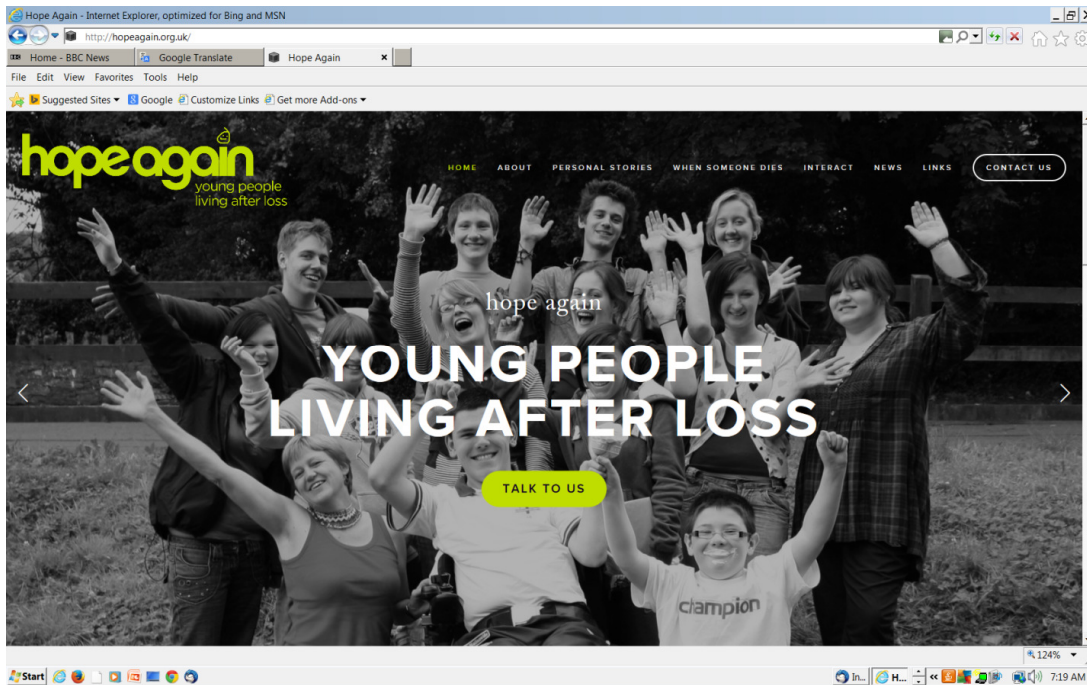 Hope Again - Internet Explorer, optimized for Bing and MSN
http://hopeagain.org.uk/
Home - BBC News
Google Translate
Hope Again
File Edit View Favorites Tools Help
Suggested Sites Google Customize Links Get more Add-ons
hope again
young people
living after loss
HOME ABOUT PERSONAL STORIES WHEN SOMEONE DIES INTERACT NEWS LINKS CONTACT US
hope again
YOUNG PEOPLE
LIVING AFTER LOSS
TALK TO US
champion
124%
Start In... H... 7:19 AM